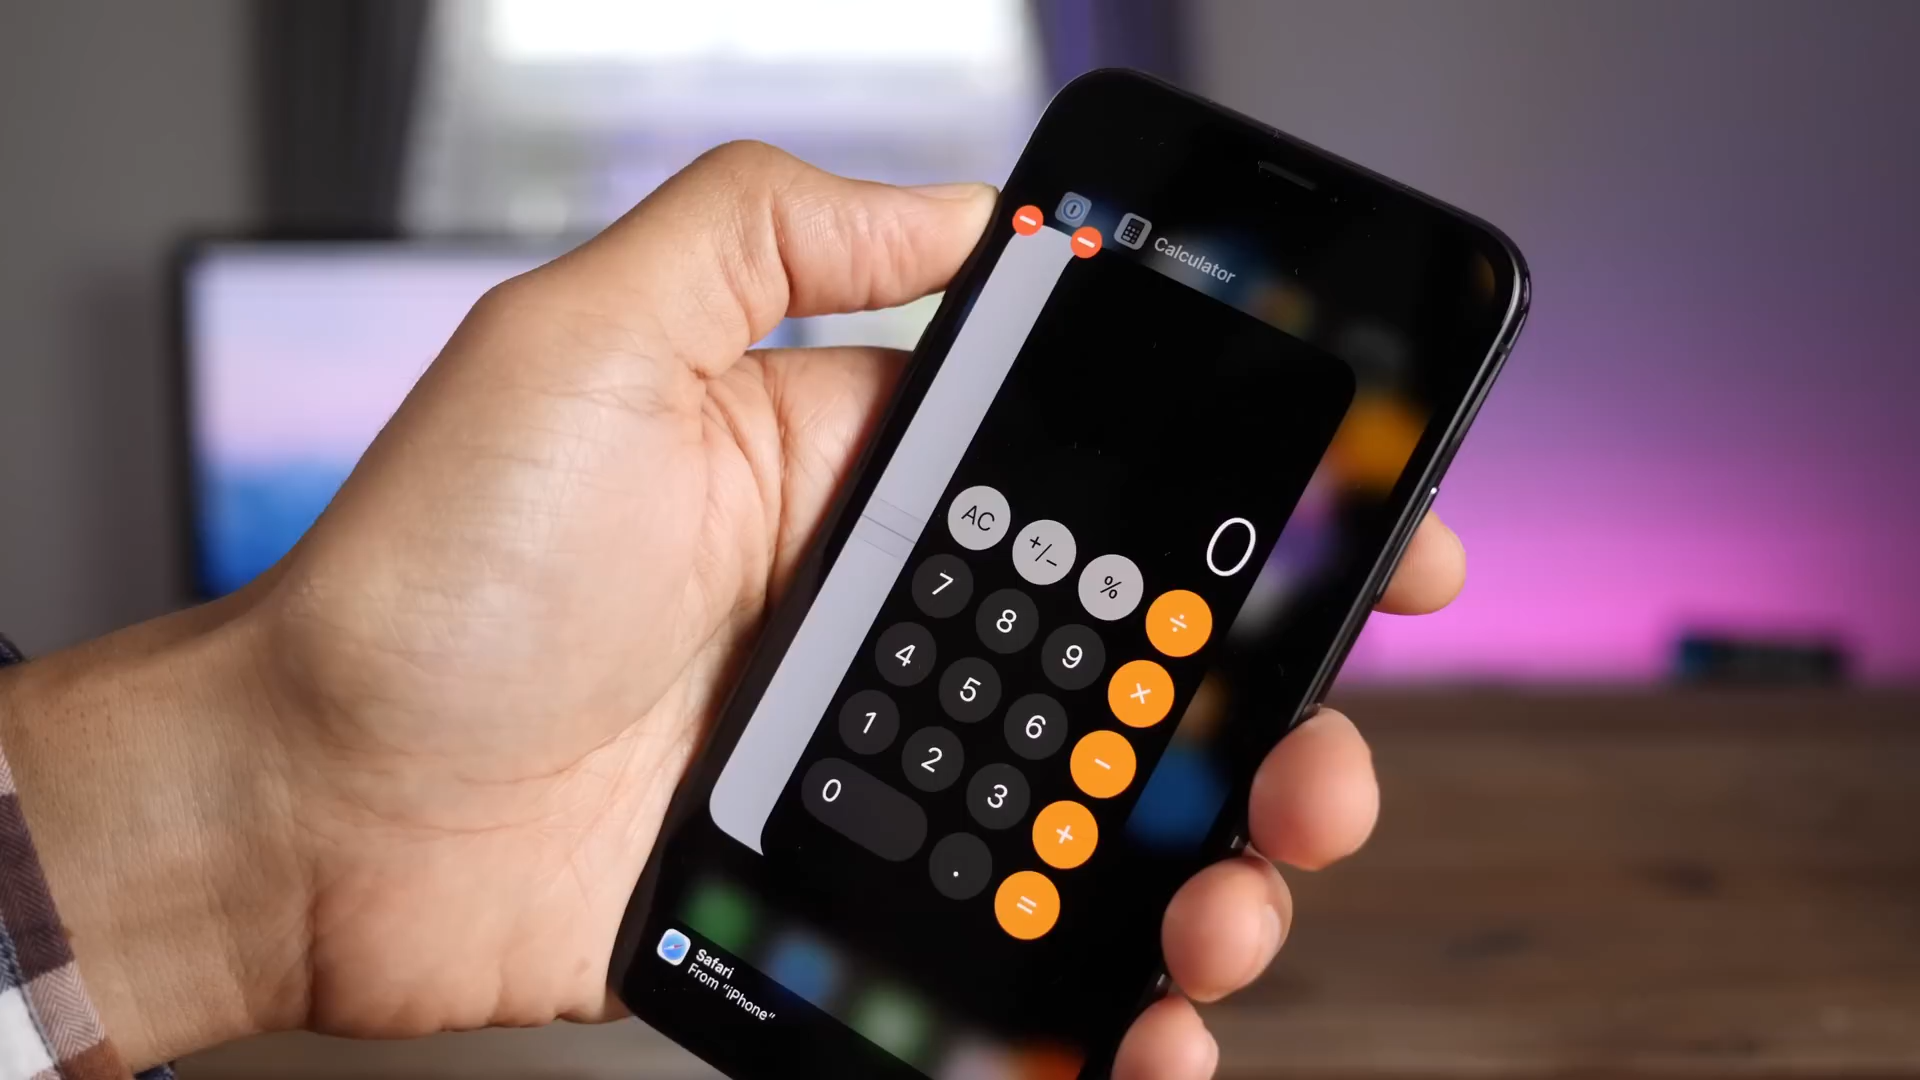 Calculator
0
AC +/- % ÷
7 8 9 ×
4 5 6 −
1 2 3 +
0 . =
Safari
From “iPhone”